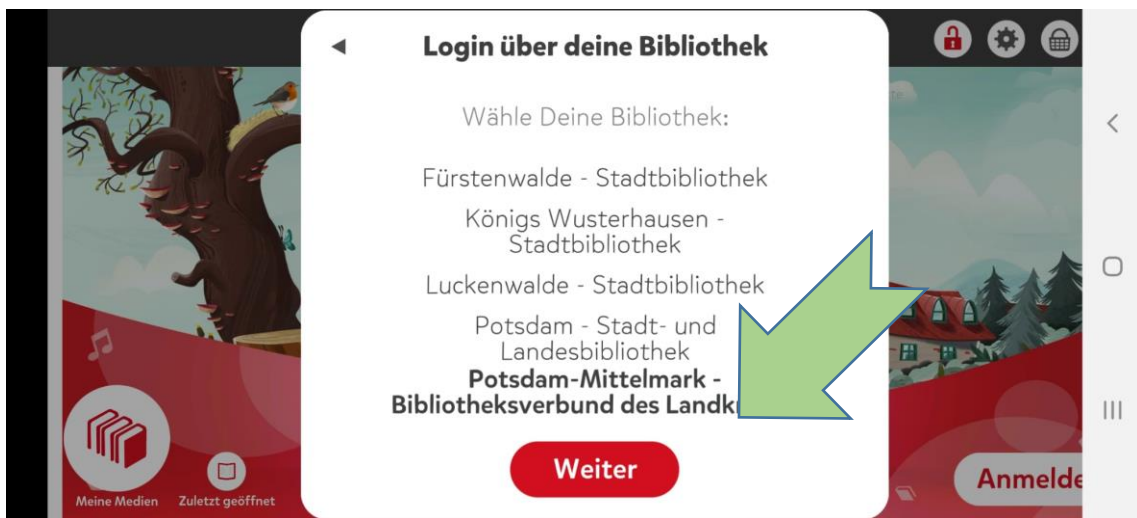 Login über deine Bibliothek
Wähle Deine Bibliothek:
Fürstenwalde - Stadtbibliothek
Königs Wusterhausen -
Stadtbibliothek
Luckenwalde - Stadtbibliothek
Potsdam - Stadt- und
Landesbibliothek
Potsdam-Mittelmark -
Bibliotheksverbund des
Weiter
Meine Medien
Zuletzt geöffnet